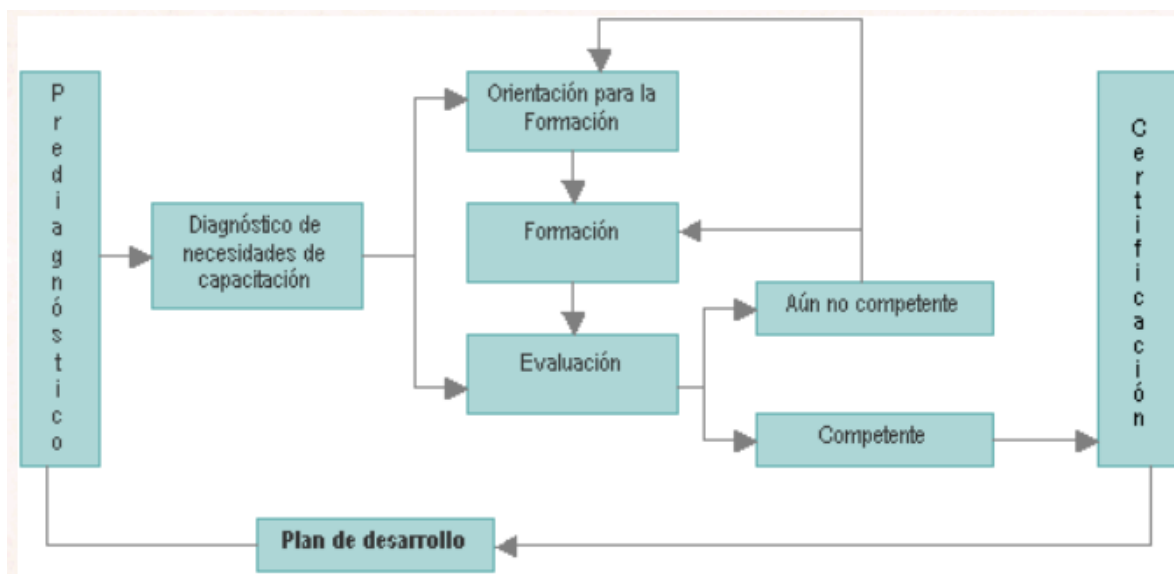 Prediagnóstico
Diagnóstico de
necesidades de
capacitación
Orientación para la
Formación
Formación
Evaluación
Aún no competente
Competente
Certificación
Plan de desarrollo